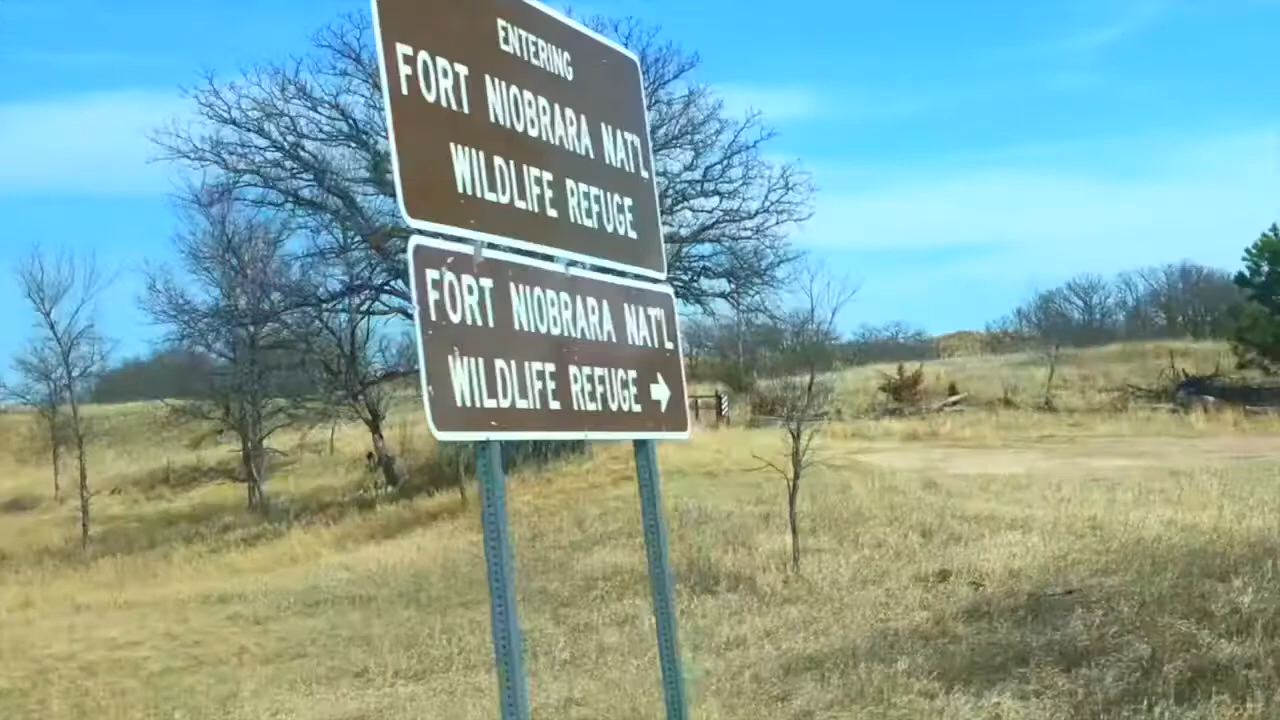 ENTERING
FORT NIOBRARA NAT'L
WILDLIFE REFUGE
FORT NIOBRARA NAT'L
WILDLIFE REFUGE →